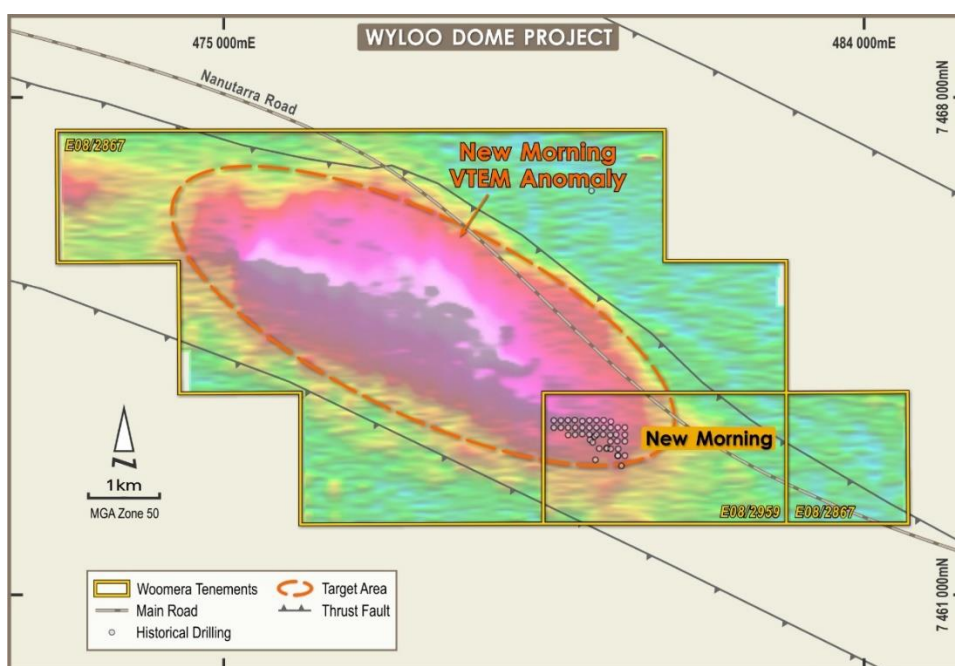 475 000mE
WYLOO DOME PROJECT
484 000mE
Nanutarra Road
7 468 000mN
E08/2867
New Morning
VTEM Anomaly
New Morning
N
1km
MGA Zone 50
E08/2959
E08/2867
Woomera Tenements
Target Area
Main Road
Thrust Fault
Historical Drilling
7 461 000mN